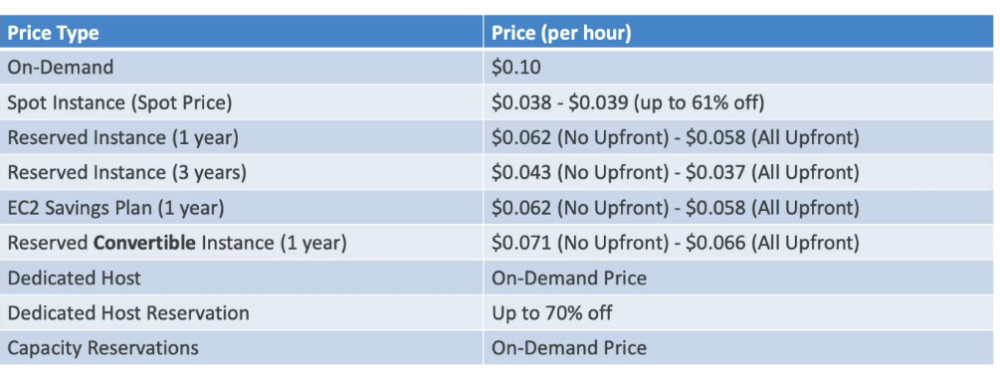 Price Type Price (per hour)
On-Demand $0.10
Spot Instance (Spot Price) $0.038 - $0.039 (up to 61% off)
Reserved Instance (1 year) $0.062 (No Upfront) - $0.058 (All Upfront)
Reserved Instance (3 years) $0.043 (No Upfront) - $0.037 (All Upfront)
EC2 Savings Plan (1 year) $0.062 (No Upfront) - $0.058 (All Upfront)
Reserved Convertible Instance (1 year) $0.071 (No Upfront) - $0.066 (All Upfront)
Dedicated Host On-Demand Price
Dedicated Host Reservation Up to 70% off
Capacity Reservations On-Demand Price